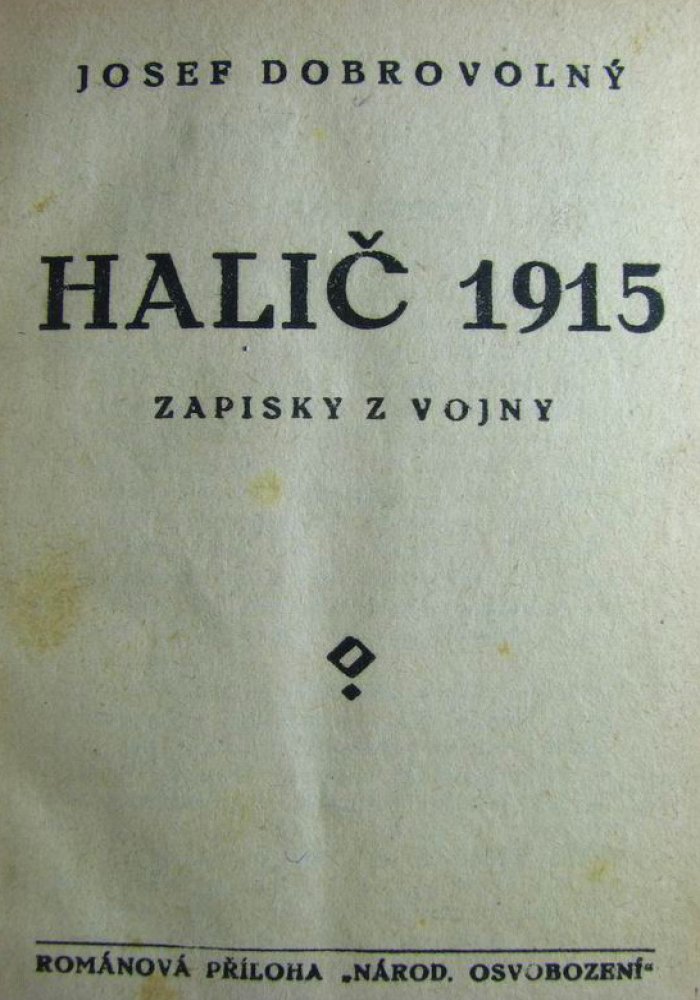 JOSEF DOBROVOLNÝ
HALIČ 1915
ZAPISKY Z VOJNY
ROMÁNOVÁ PŘÍLOHA „NÁROD. OSVOBOZENÍ“